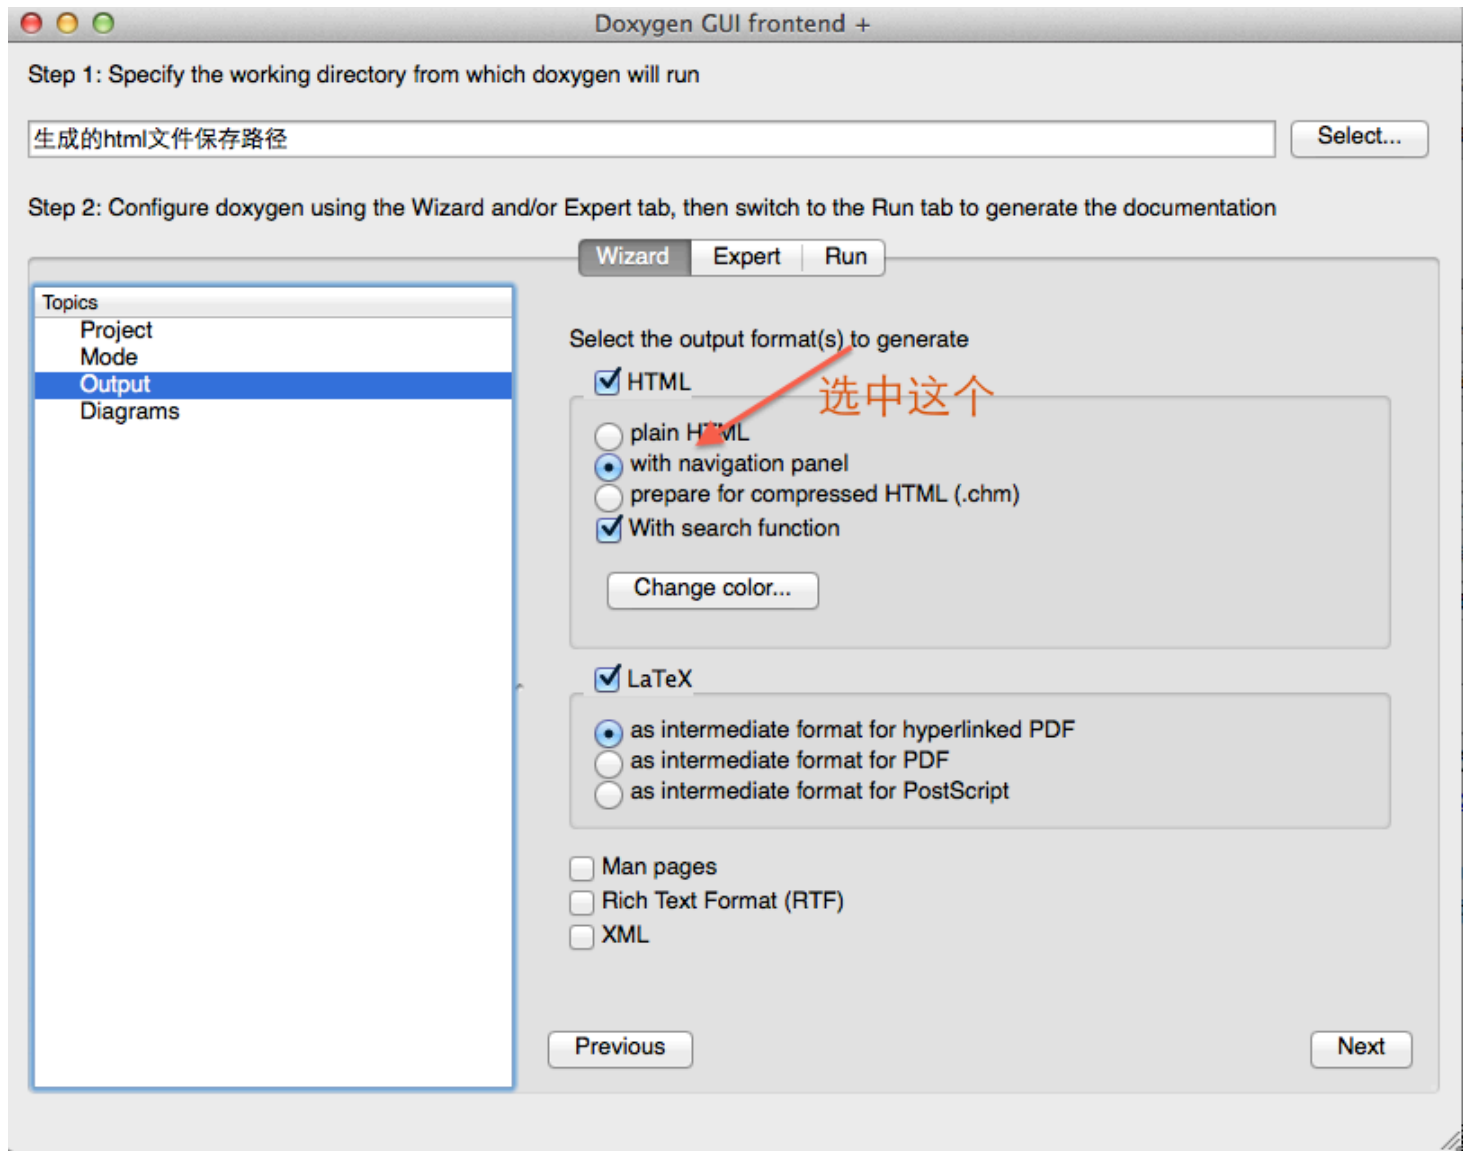 Doxygen GUI frontend +
Step 1: Specify the working directory from which doxygen will run
生成的html文件保存路径
Select...
Step 2: Configure doxygen using the Wizard and/or Expert tab, then switch to the Run tab to generate the documentation
Wizard Expert Run
Topics
Project
Mode
Output
Diagrams
Select the output format(s) to generate
HTML
选中这个
plain HTML
with navigation panel
prepare for compressed HTML (.chm)
With search function
Change color...
LaTeX
as intermediate format for hyperlinked PDF
as intermediate format for PDF
as intermediate format for PostScript
Man pages
Rich Text Format (RTF)
XML
Previous
Next